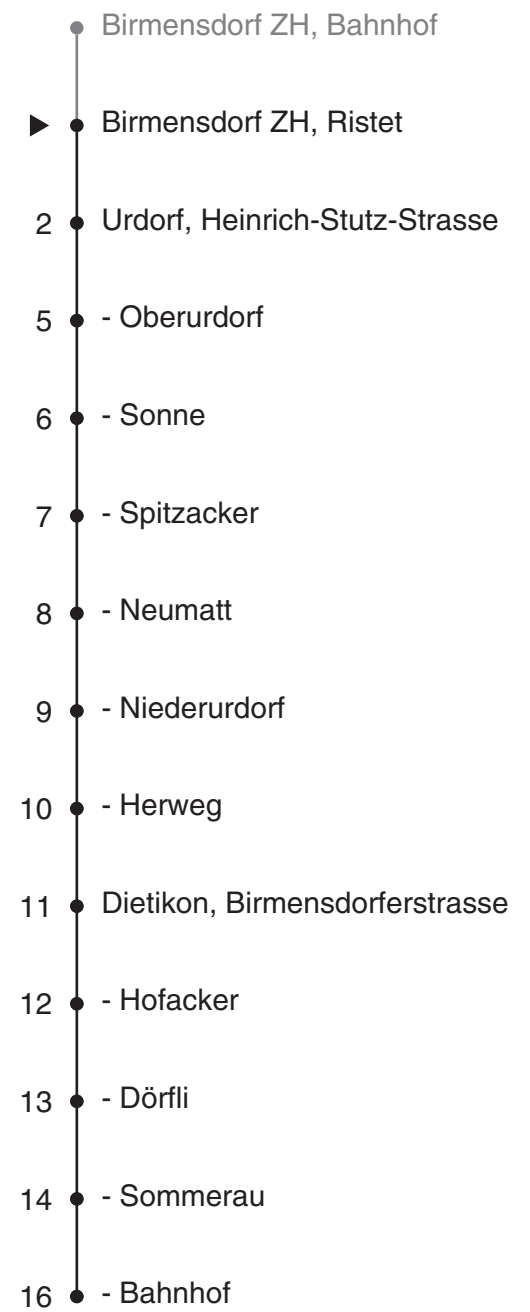 Birmensdorf ZH, Bahnhof
Birmensdorf ZH, Ristet
2 Urdorf, Heinrich-Stutz-Strasse
5 - Oberurdorf
6 - Sonne
7 - Spitzacker
8 - Neumatt
9 - Niederurdorf
10 - Herweg
11 Dietikon, Birmensdorferstrasse
12 - Hofacker
13 - Dörfli
14 - Sommerau
16 - Bahnhof